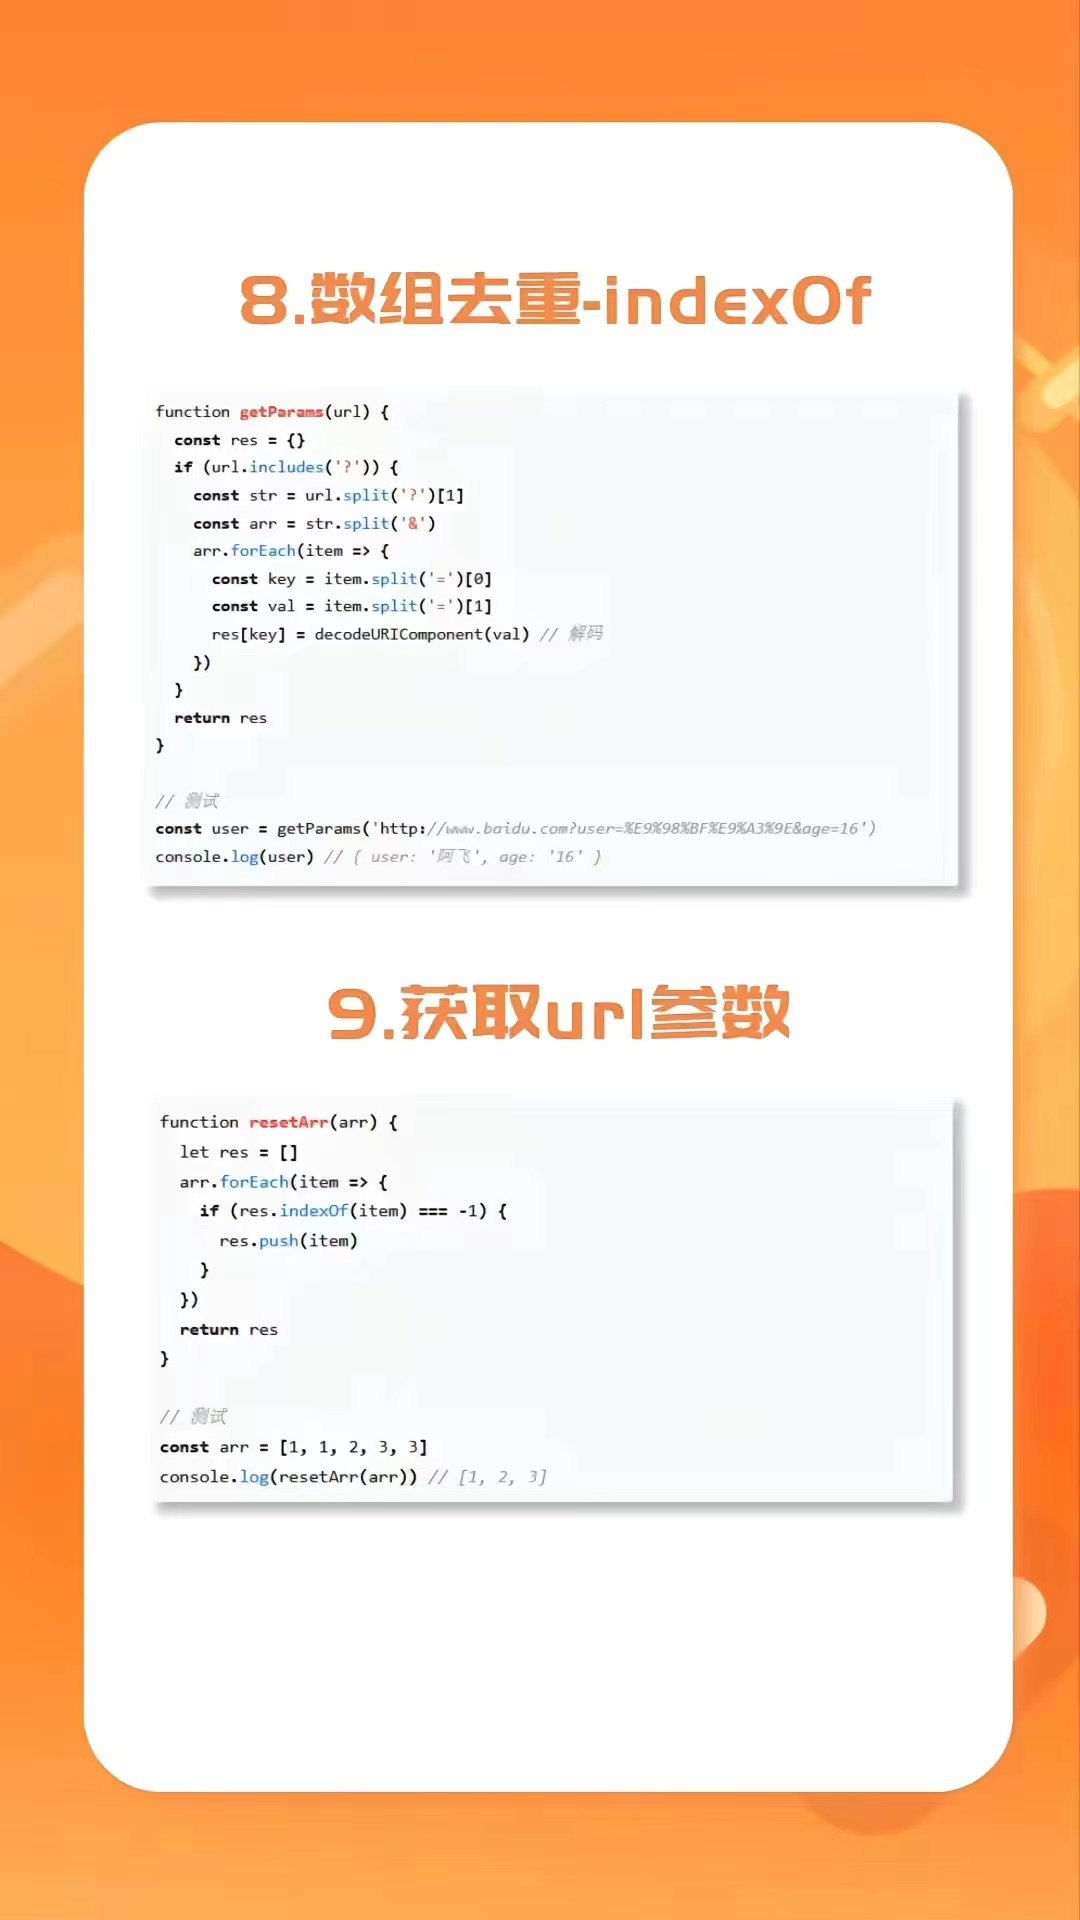 8.数组去重-indexOf
function getParams(url) {
  const res = {}
  if (url.includes('?')) {
    const str = url.split('?')[1]
    const arr = str.split('&')
    arr.forEach(item => {
      const key = item.split('=')[0]
      const val = item.split('=')[1]
      res[key] = decodeURIComponent(val) // 解码
    })
  }
  return res
}
// 测试
const user = getParams('http://www.baidu.com?user=%E9%98%BF%E9%A3%9E&age=16')
console.log(user) // { user: '阿飞', age: '16' }
9.获取url参数
function resetArr(arr) {
  let res = []
  arr.forEach(item => {
    if (res.indexOf(item) === -1) {
      res.push(item)
    }
  })
  return res
}
// 测试
const arr = [1, 1, 2, 3, 3]
console.log(resetArr(arr)) // [1, 2, 3]